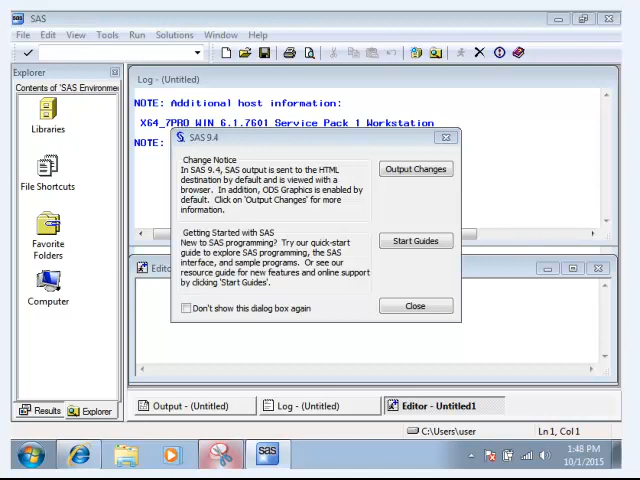 SAS
File Edit View Tools Run Solutions Window Help
Explorer
Contents of 'SAS Environme
Libraries
File Shortcuts
Favorite
Folders
Computer
Results Explorer
Log - (Untitled)
NOTE: Additional host information:
X64_7PRO WIN 6.1.7601 Service Pack 1 Workstation
NOTE:
SAS 9.4
Change Notice
In SAS 9.4, SAS output is sent to the HTML
destination by default and is viewed with a
browser. In addition, ODS Graphics is enabled by
default. Click on 'Output Changes' for more
information.
Output Changes
Getting Started with SAS
New to SAS programming? Try our quick-start
guide to explore SAS programming, the SAS
interface, and sample programs. Or see our
resource guide for new features and online support
by clicking 'Start Guides'.
Start Guides
Don't show this dialog box again
Close
Edito
Output - (Untitled) Log - (Untitled) Editor - Untitled1
C:\Users\user Ln 1, Col 1
sas
1:48 PM
10/1/2015